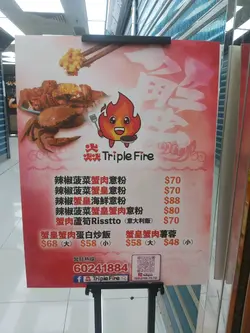 焱 Triple Fire
辣椒菠菜蟹肉意粉 $70
辣椒菠菜蟹皇意粉 $70
辣椒蟹皇海鮮意粉 $88
辣椒菠菜蟹皇蟹肉意粉 $80
蟹肉蘆筍Risstto(意大利飯) $70
蟹皇蟹肉蛋白炒飯 蟹皇蟹肉薯蓉
$68(大) $58(小) $58(大) $48(小)
60241884
Triple Fire